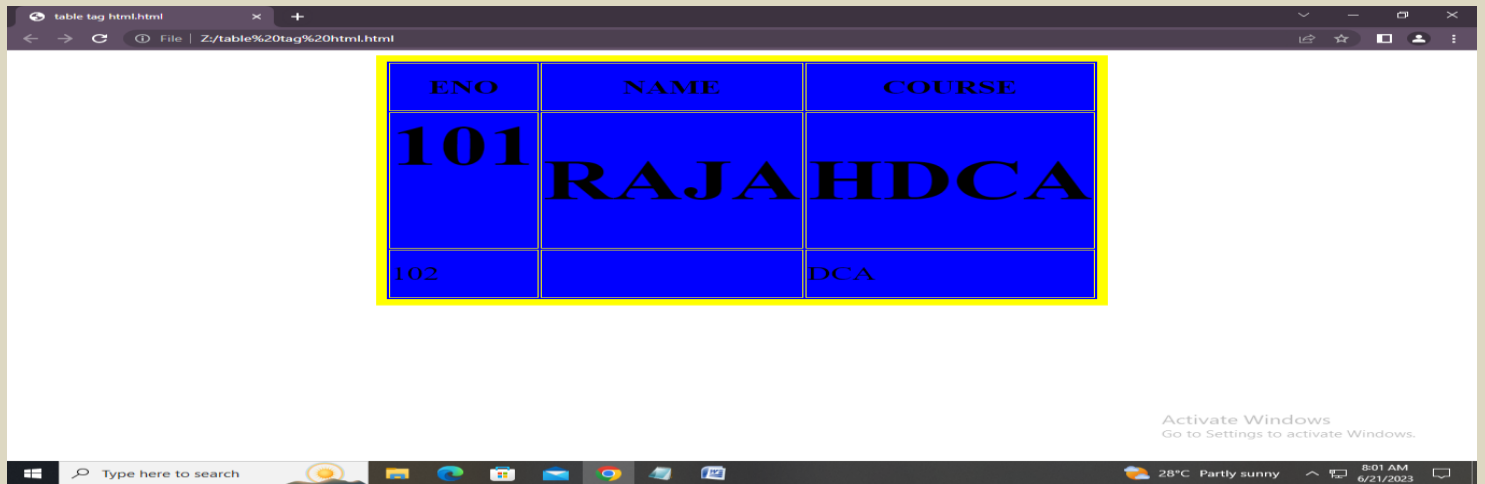 table tag html.html
File | Z:/table%20tag%20html.html
ENO NAME COURSE
101 RAJA HDCA
102 DCA
Activate Windows
Go to Settings to activate Windows.
Type here to search
28°C Partly sunny
8:01 AM
6/21/2023